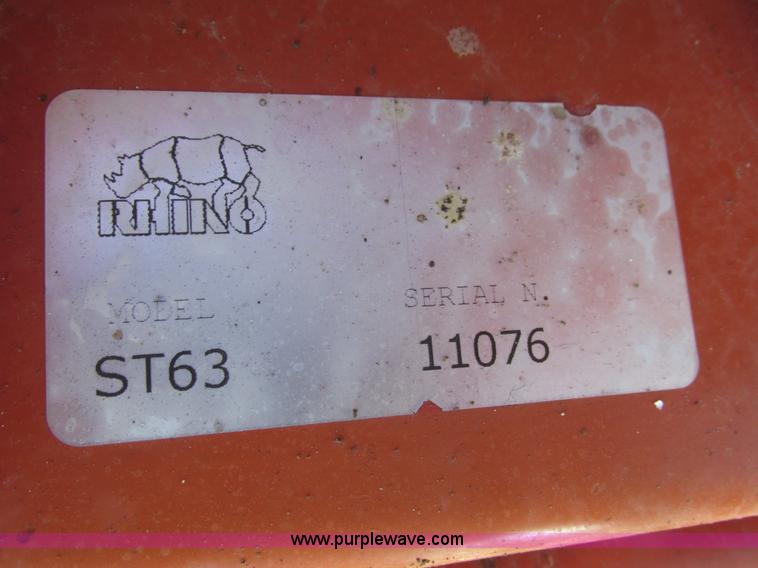 RHINO
MODEL
SERIAL N.
ST63
11076
www.purplewave.com